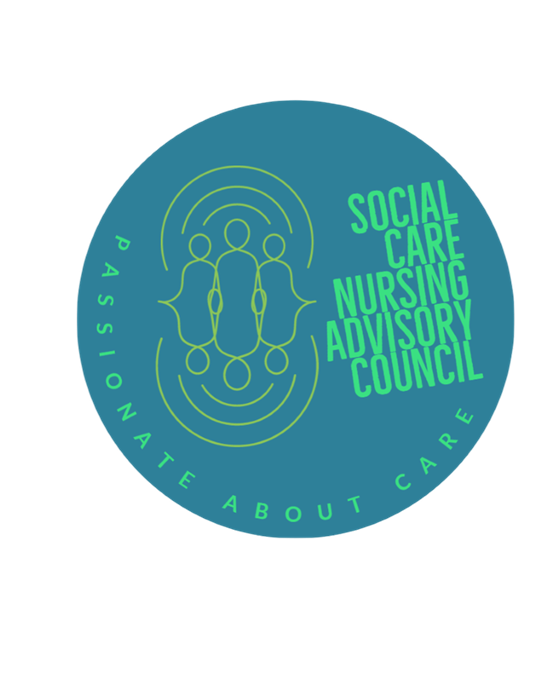 SOCIAL
CARE
NURSING
ADVISORY
COUNCIL
PASSIONATE ABOUT CARE